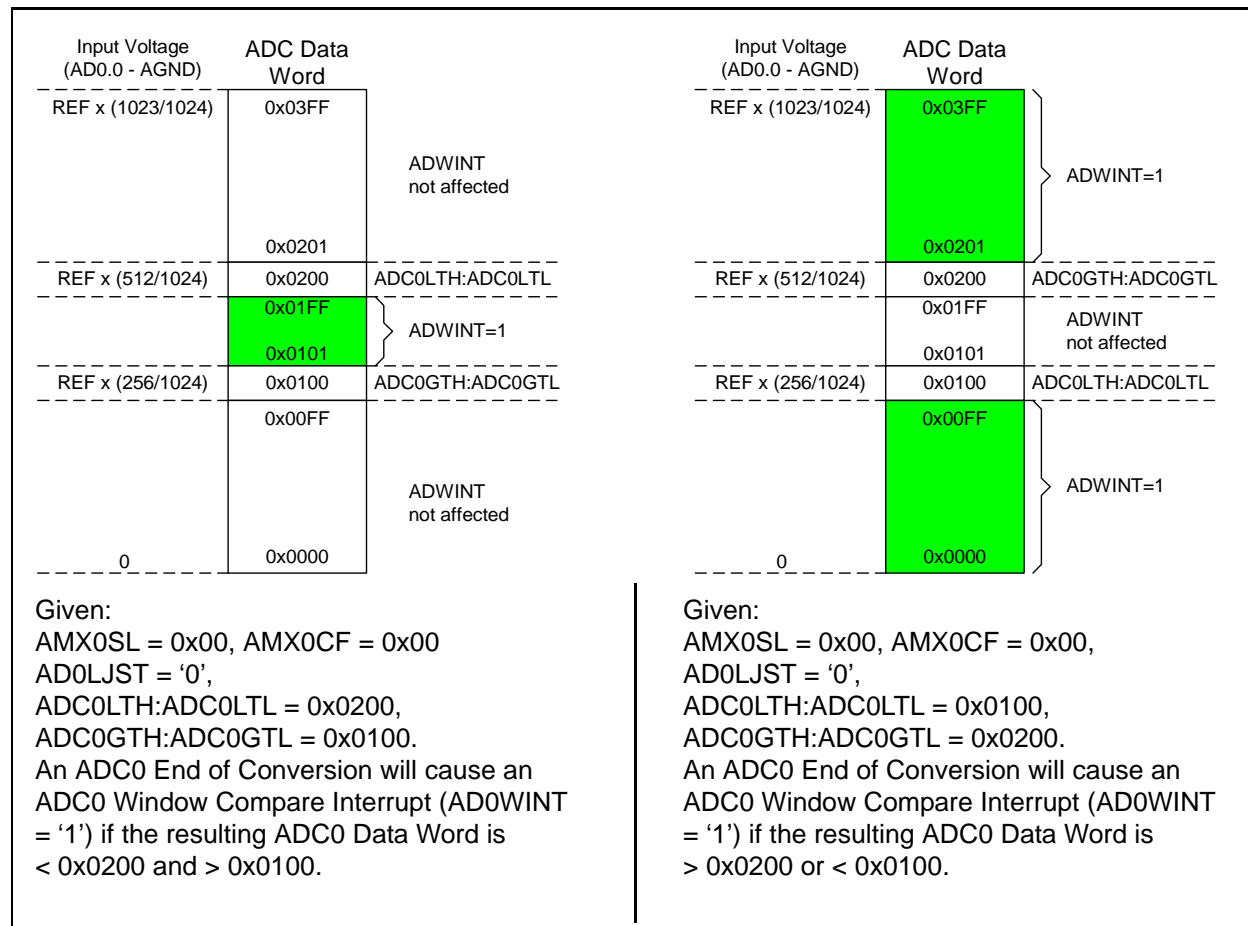 Input Voltage
(AD0.0 - AGND)
ADC Data
Word
REF x (1023/1024)
0x03FF
ADWINT
not affected
0x0201
REF x (512/1024)
0x0200
ADC0LTH:ADC0LTL
0x01FF
ADWINT=1
0x0101
REF x (256/1024)
0x0100
ADC0GTH:ADC0GTL
0x00FF
ADWINT
not affected
0
0x0000
Given:
AMX0SL = 0x00, AMX0CF = 0x00
AD0LJST = ‘0’,
ADC0LTH:ADC0LTL = 0x0200,
ADC0GTH:ADC0GTL = 0x0100.
An ADC0 End of Conversion will cause an
ADC0 Window Compare Interrupt (AD0WINT
= ‘1’) if the resulting ADC0 Data Word is
< 0x0200 and > 0x0100.
Input Voltage
(AD0.0 - AGND)
ADC Data
Word
REF x (1023/1024)
0x03FF
ADWINT=1
0x0201
REF x (512/1024)
0x0200
ADC0GTH:ADC0GTL
0x01FF
ADWINT
not affected
0x0101
REF x (256/1024)
0x0100
ADC0LTH:ADC0LTL
0x00FF
ADWINT=1
0
0x0000
Given:
AMX0SL = 0x00, AMX0CF = 0x00,
AD0LJST = ‘0’,
ADC0LTH:ADC0LTL = 0x0100,
ADC0GTH:ADC0GTL = 0x0200.
An ADC0 End of Conversion will cause an
ADC0 Window Compare Interrupt (AD0WINT
= ‘1’) if the resulting ADC0 Data Word is
> 0x0200 or < 0x0100.